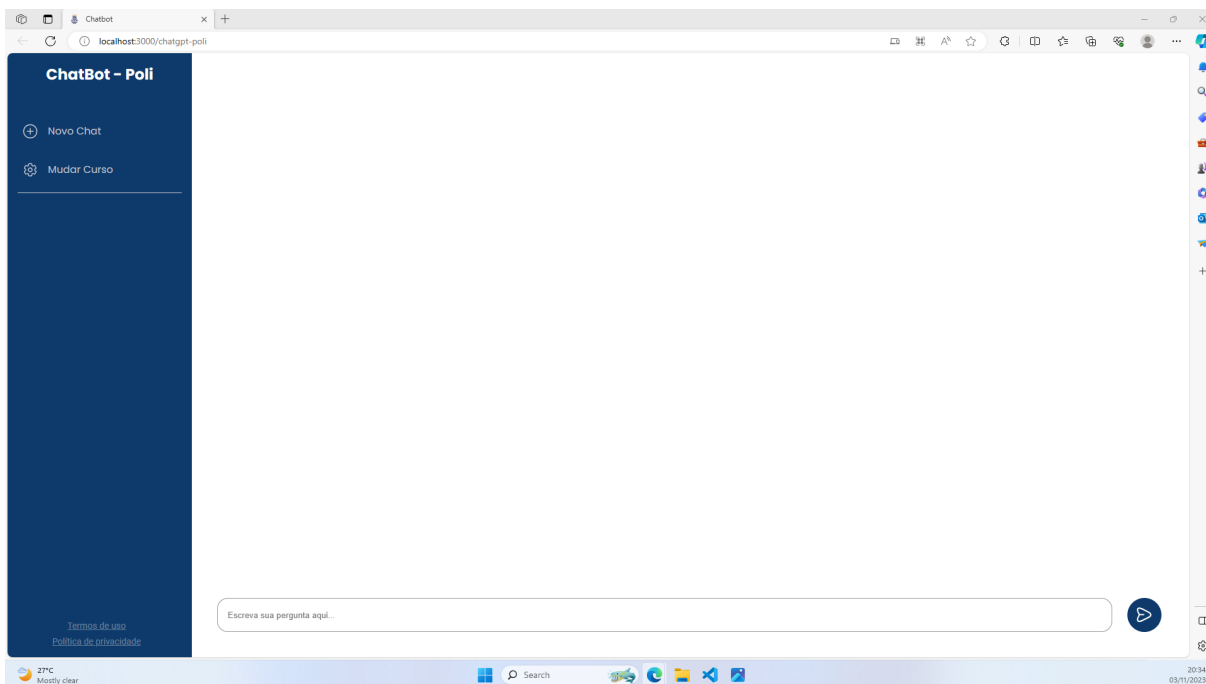 Chatbot
localhost:3000/chatgpt-poli
ChatBot - Poli
Novo Chat
Mudar Curso
Escreva sua pergunta aqui...
Termos de uso
Política de privacidade
27°C
Mostly clear
Search
20:34
03/11/2023